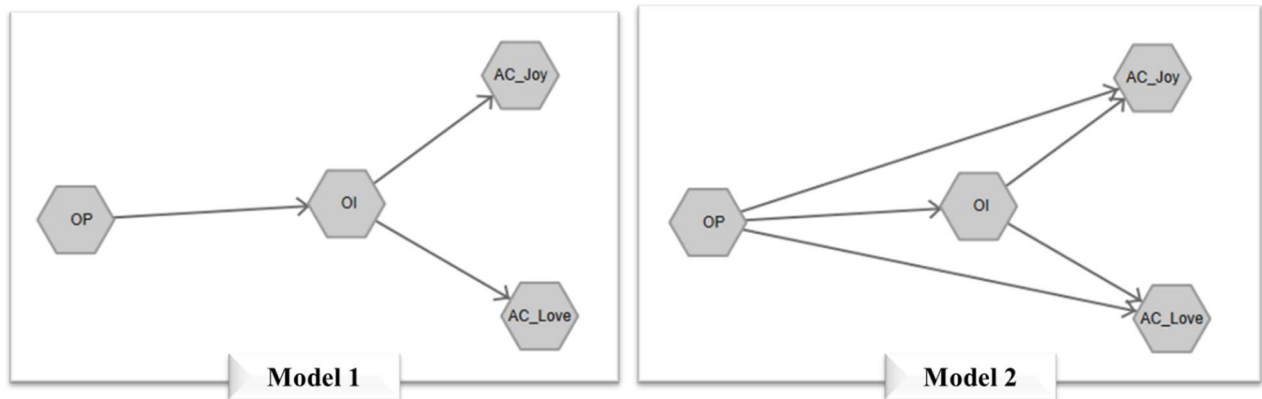 AC_Joy
OP
OI
AC_Love
Model 1
AC_Joy
OP
OI
AC_Love
Model 2